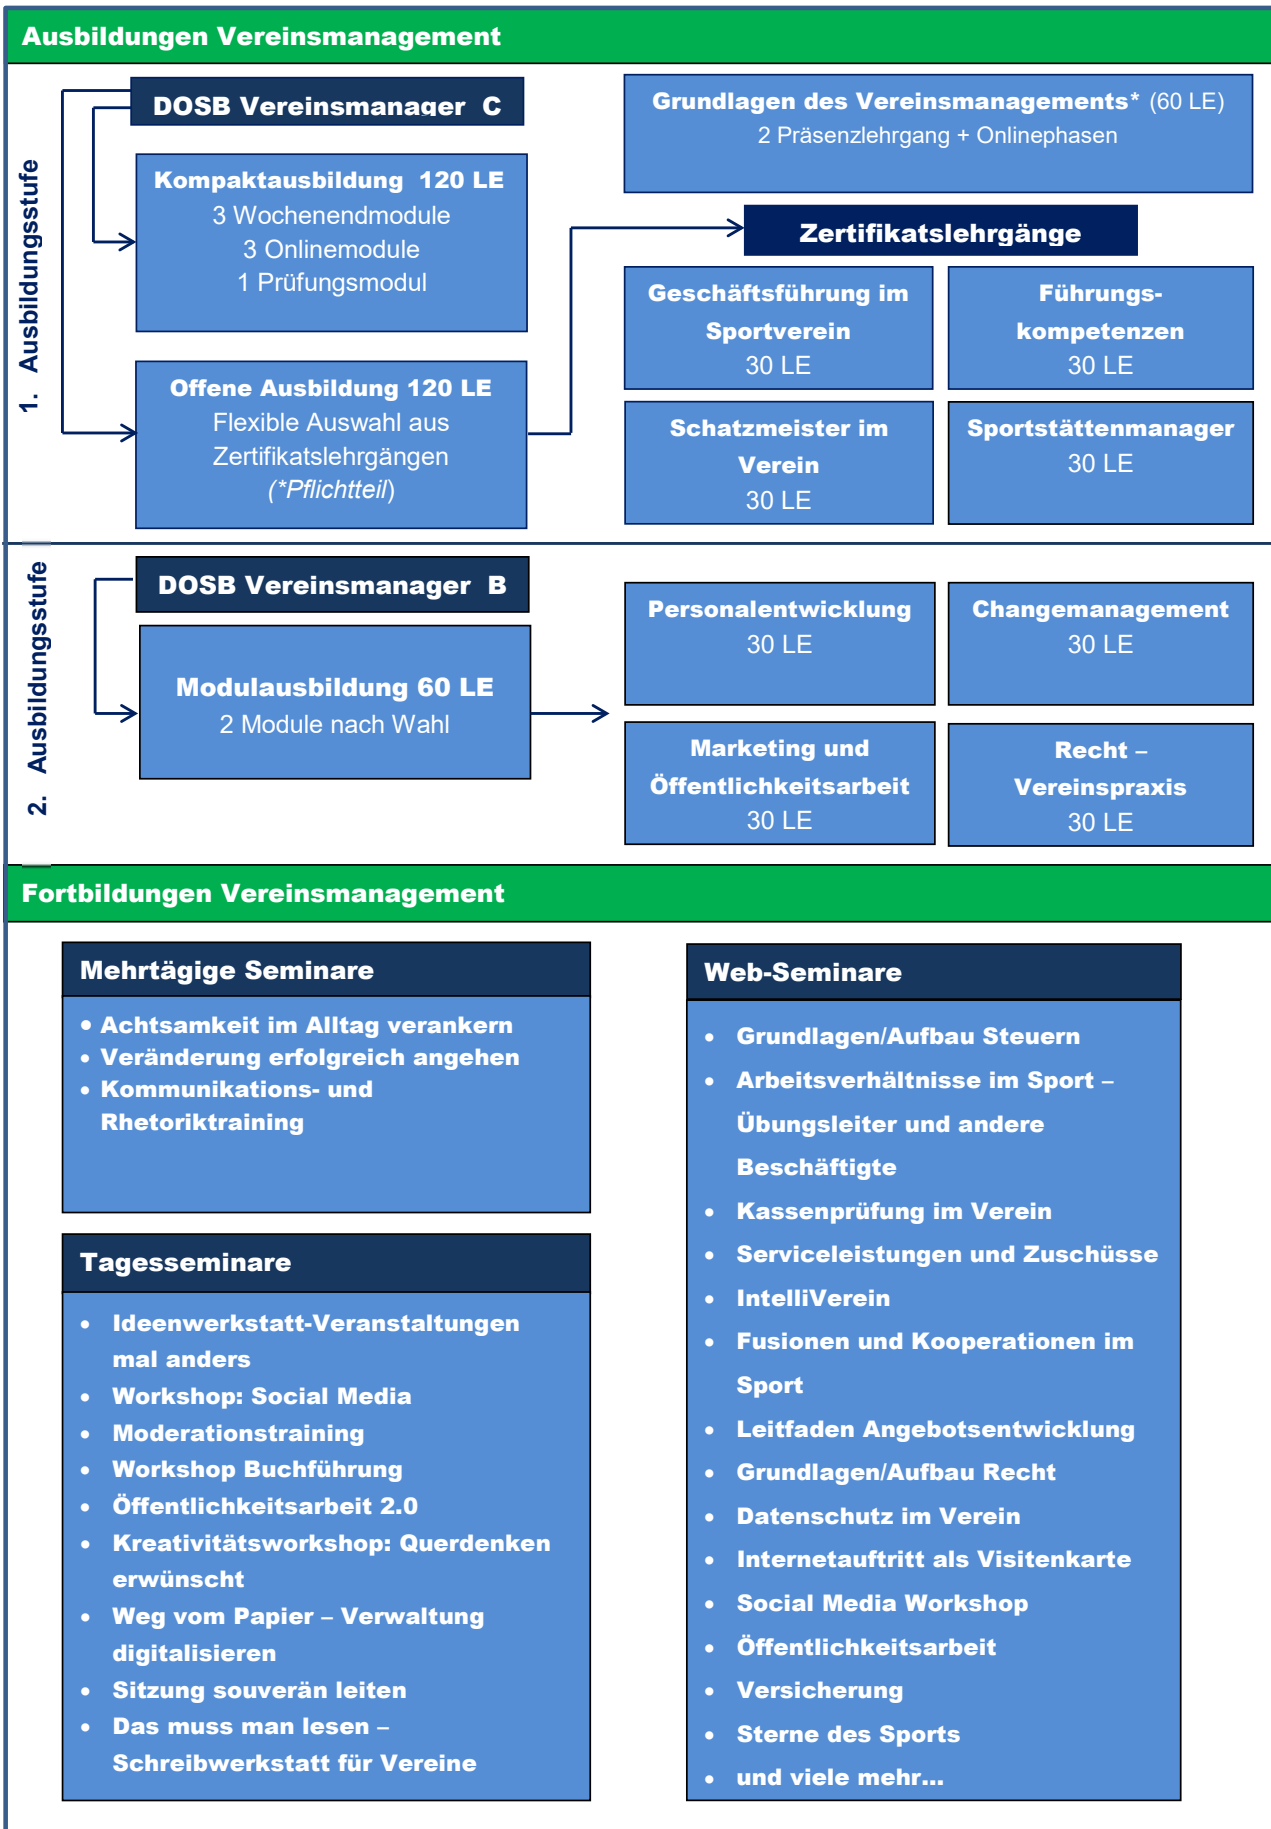 Ausbildungen Vereinsmanagement
1. Ausbildungsstufe
DOSB Vereinsmanager C
Kompaktausbildung 120 LE
3 Wochenendmodule
3 Onlinemodule
1 Prüfungsmodul
Offene Ausbildung 120 LE
Flexible Auswahl aus
Zertifikatslehrgängen
(*Pflichtteil)
Grundlagen des Vereinsmanagements* (60 LE)
2 Präsenzlehrgang + Onlinephasen
Zertifikatslehrgänge
Geschäftsführung im
Sportverein
30 LE
Führungs-
kompetenzen
30 LE
Schatzmeister im
Verein
30 LE
Sportstättenmanager
30 LE
2. Ausbildungsstufe
DOSB Vereinsmanager B
Modulausbildung 60 LE
2 Module nach Wahl
Personalentwicklung
30 LE
Changemanagement
30 LE
Marketing und
Öffentlichkeitsarbeit
30 LE
Recht –
Vereinspraxis
30 LE
Fortbildungen Vereinsmanagement
Mehrtägige Seminare
• Achtsamkeit im Alltag verankern
• Veränderung erfolgreich angehen
• Kommunikations- und
Rhetoriktraining
Tagesseminare
• Ideenwerkstatt-Veranstaltungen
mal anders
• Workshop: Social Media
• Moderationstraining
• Workshop Buchführung
• Öffentlichkeitsarbeit 2.0
• Kreativitätsworkshop: Querdenken
erwünscht
• Weg vom Papier – Verwaltung
digitalisieren
• Sitzung souverän leiten
• Das muss man lesen –
Schreibwerkstatt für Vereine
Web-Seminare
• Grundlagen/Aufbau Steuern
• Arbeitsverhältnisse im Sport –
Übungsleiter und andere
Beschäftigte
• Kassenprüfung im Verein
• Serviceleistungen und Zuschüsse
• IntelliVerein
• Fusionen und Kooperationen im
Sport
• Leitfaden Angebotsentwicklung
• Grundlagen/Aufbau Recht
• Datenschutz im Verein
• Internetauftritt als Visitenkarte
• Social Media Workshop
• Öffentlichkeitsarbeit
• Versicherung
• Sterne des Sports
• und viele mehr…